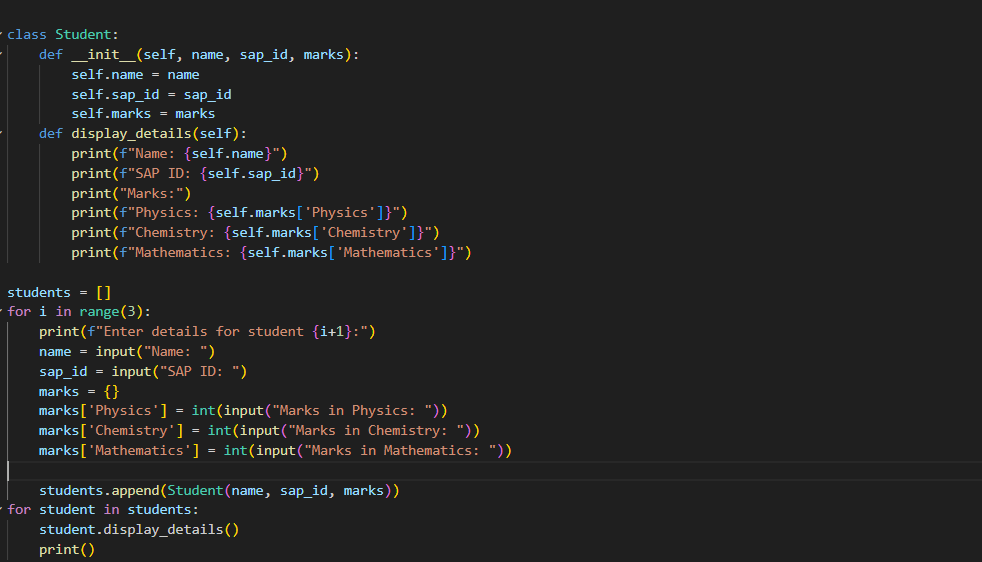 class Student:
    def __init__(self, name, sap_id, marks):
        self.name = name
        self.sap_id = sap_id
        self.marks = marks
    def display_details(self):
        print(f"Name: {self.name}")
        print(f"SAP ID: {self.sap_id}")
        print("Marks:")
        print(f"Physics: {self.marks['Physics']}")
        print(f"Chemistry: {self.marks['Chemistry']}")
        print(f"Mathematics: {self.marks['Mathematics']}")

students = []
for i in range(3):
    print(f"Enter details for student {i+1}:")
    name = input("Name: ")
    sap_id = input("SAP ID: ")
    marks = {}
    marks['Physics'] = int(input("Marks in Physics: "))
    marks['Chemistry'] = int(input("Marks in Chemistry: "))
    marks['Mathematics'] = int(input("Marks in Mathematics: "))

    students.append(Student(name, sap_id, marks))
for student in students:
    student.display_details()
    print()